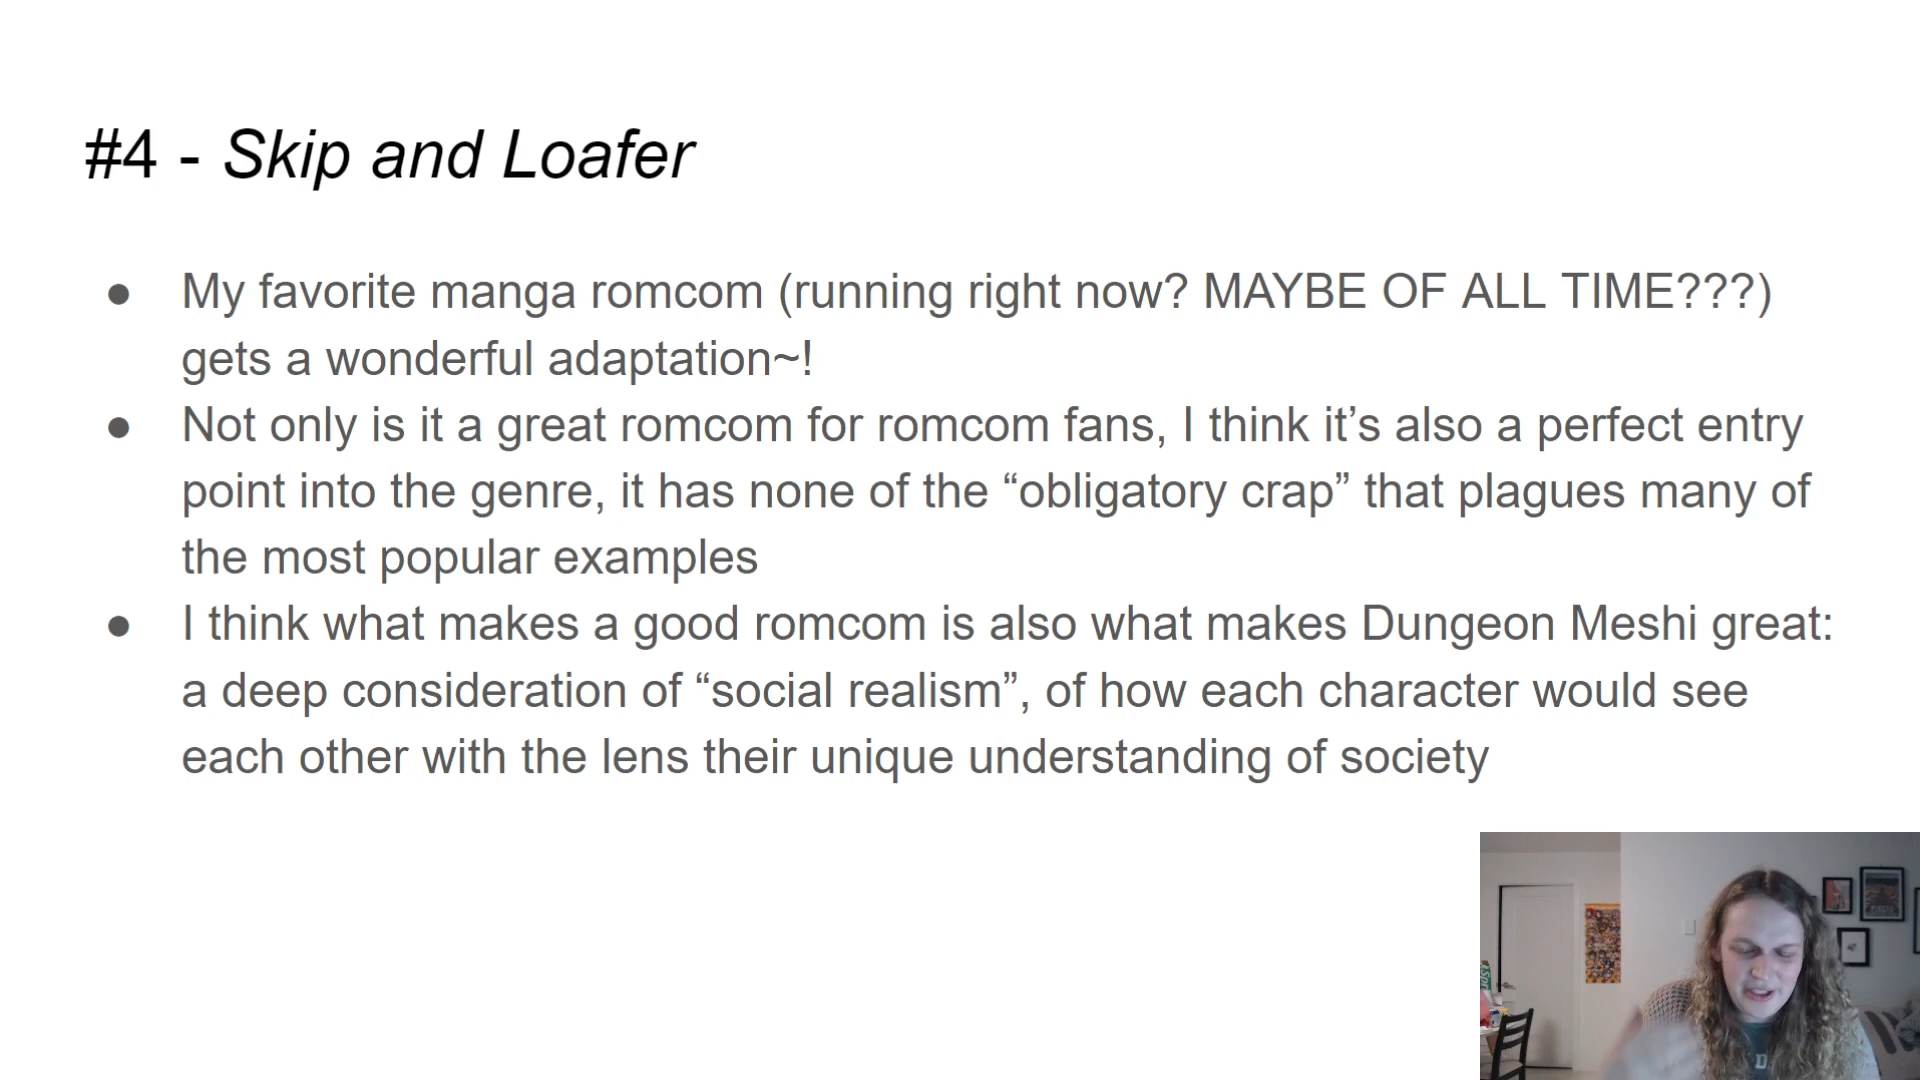 #4 - Skip and Loafer
● My favorite manga romcom (running right now? MAYBE OF ALL TIME???)
gets a wonderful adaptation~!
● Not only is it a great romcom for romcom fans, I think it’s also a perfect entry
point into the genre, it has none of the “obligatory crap” that plagues many of
the most popular examples
● I think what makes a good romcom is also what makes Dungeon Meshi great:
a deep consideration of “social realism”, of how each character would see
each other with the lens their unique understanding of society